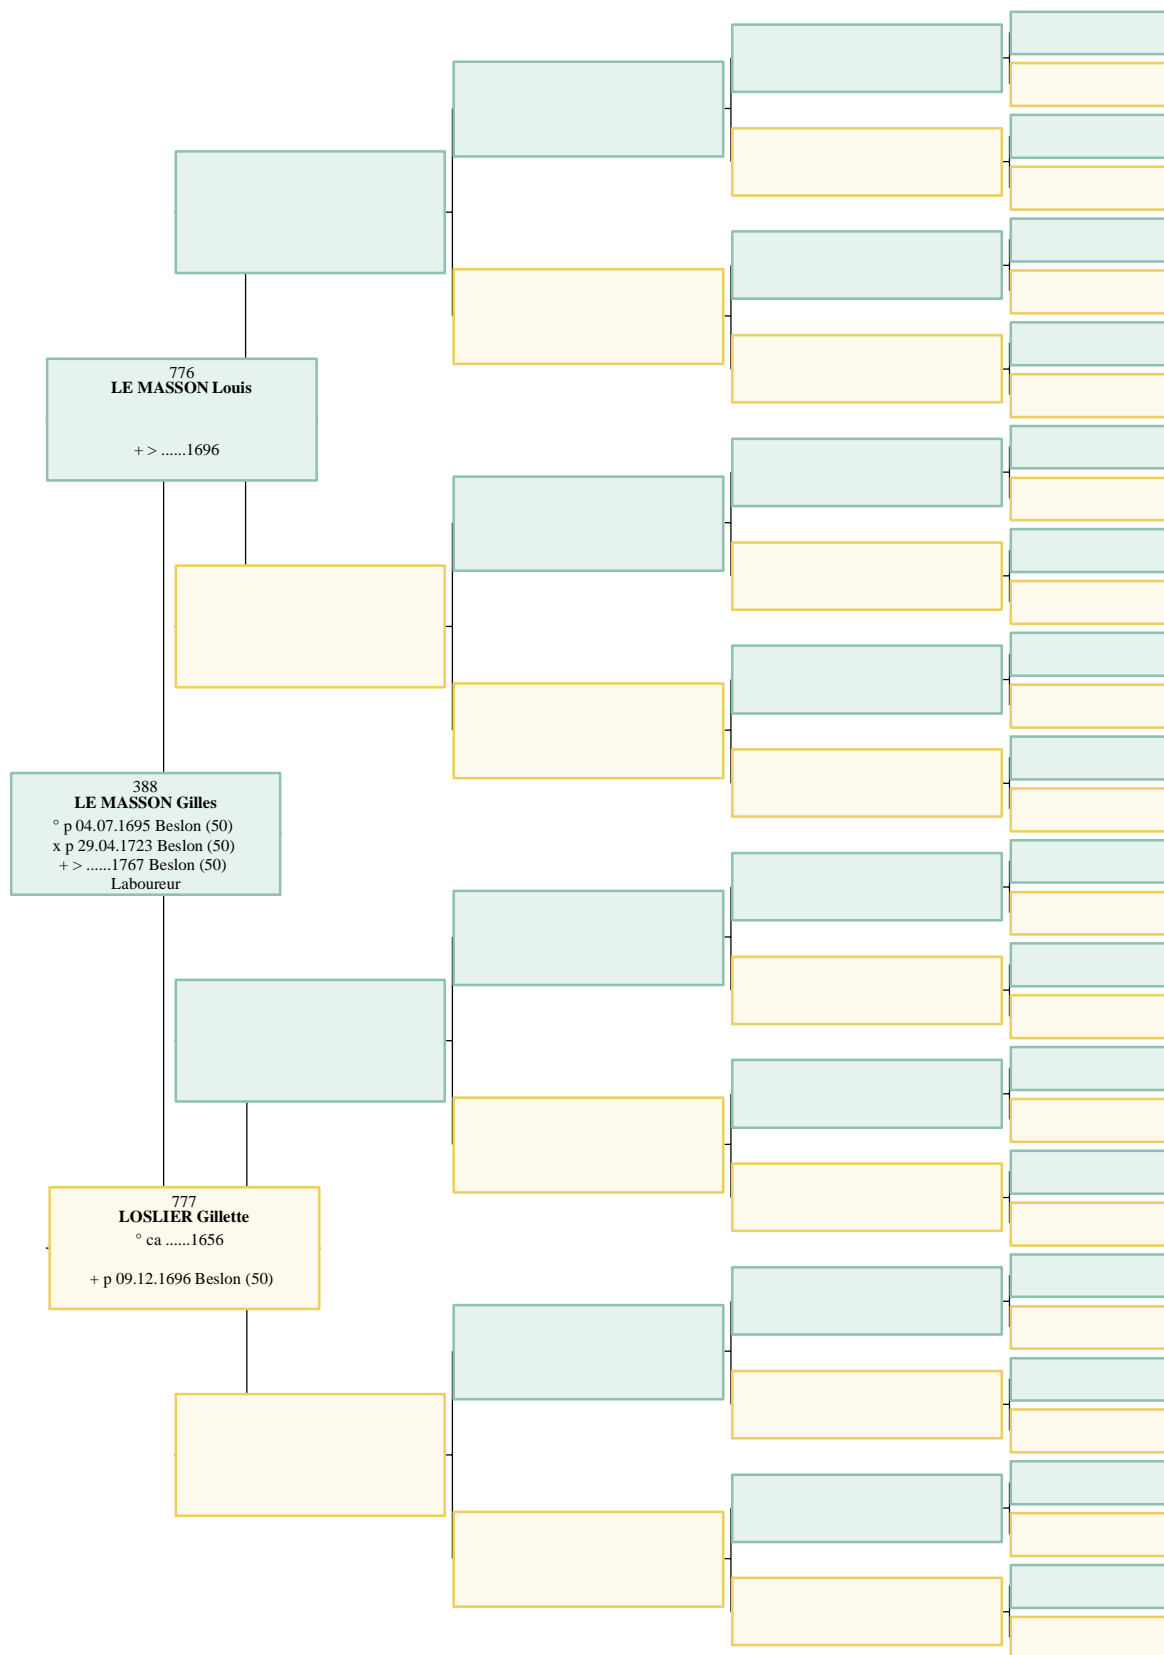 776
LE MASSON Louis
+ > ......1696
388
LE MASSON Gilles
° p 04.07.1695 Beslon (50)
x p 29.04.1723 Beslon (50)
+ > ......1767 Beslon (50)
Laboureur
777
LOSLIER Gillette
° ca ......1656
+ p 09.12.1696 Beslon (50)